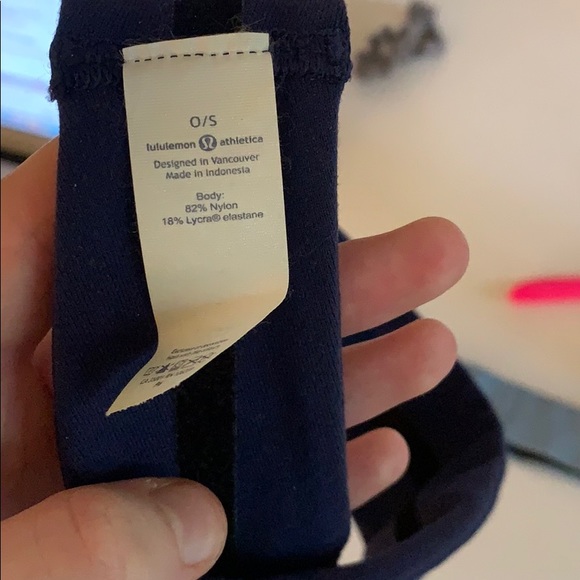 O/S
lululemon athletica
Designed in Vancouver
Made in Indonesia
Body:
82% Nylon
18% Lycra® elastane